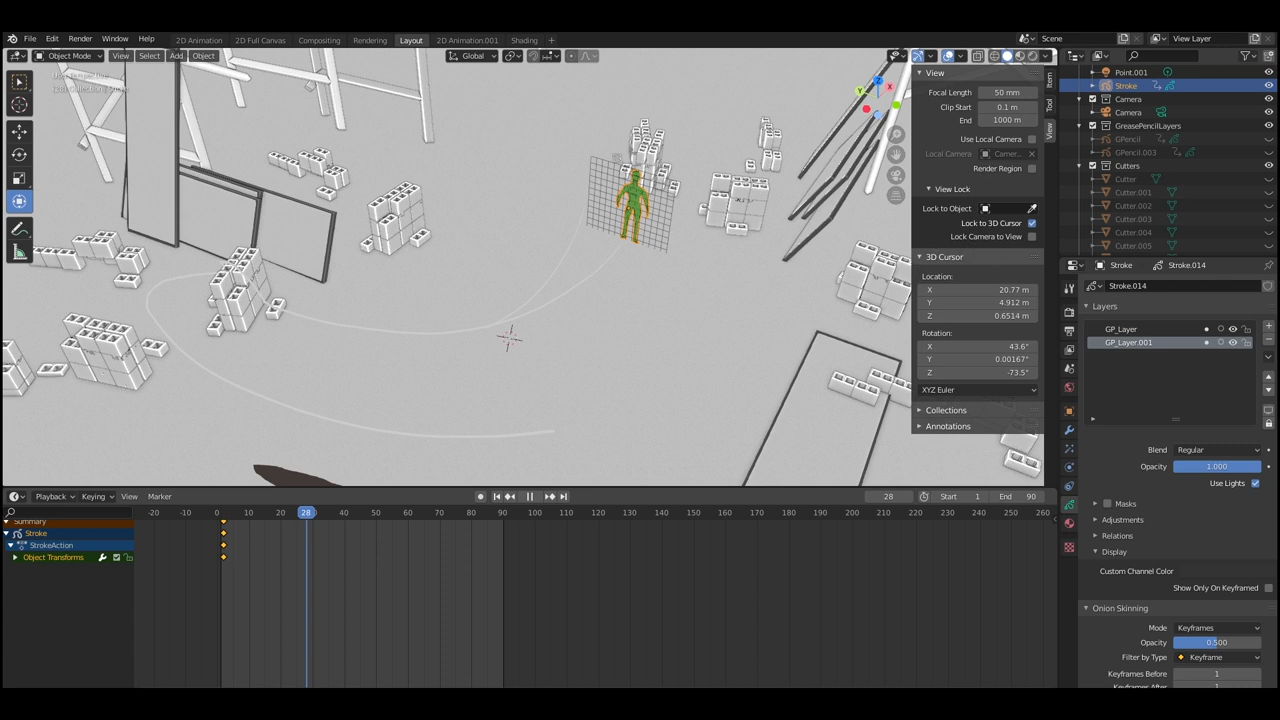 File Edit Render Window Help
2D Animation 2D Full Canvas Compositing Rendering Layout 2D Animation.001 Shading +
Scene View Layer
Object Mode View Select Add Object
Global
Point.001
Stroke
Camera
Camera
GreasePencilLayers
GPencil
GPencil.003
Cutters
Cutter
Cutter.001
Cutter.002
Cutter.003
Cutter.004
Cutter.005
View
Focal Length 50 mm
Clip Start 0.1 m
End 1000 m
Use Local Camera
Local Camera Camer...
Render Region
View Lock
Lock to Object
Lock to 3D Cursor
Lock Camera to View
3D Cursor
Location:
X 20.77 m
Y 4.912 m
Z 0.6514 m
Rotation:
X 43.6°
Y 0.00167°
Z -73.5°
XYZ Euler
Collections
Annotations
Item
Tool
View
Z
Y
X
Stroke Stroke.014
Stroke.014
Layers
GP_Layer
GP_Layer.001
Blend Regular
Opacity 1.000
Use Lights
Masks
Adjustments
Relations
Display
Custom Channel Color
Show Only On Keyframed
Onion Skinning
Mode Keyframes
Opacity 0.500
Filter by Type Keyframe
Keyframes Before 1
Keyframes After 1
Playback Keying View Marker
28 Start 1 End 90
-20 -10 0 10 20 28 40 50 60 70 80 90 100 110 120 130 140 150 160 170 180 190 200 210 220 230 240 250 260
Summary
Stroke
StrokeAction
Object Transforms